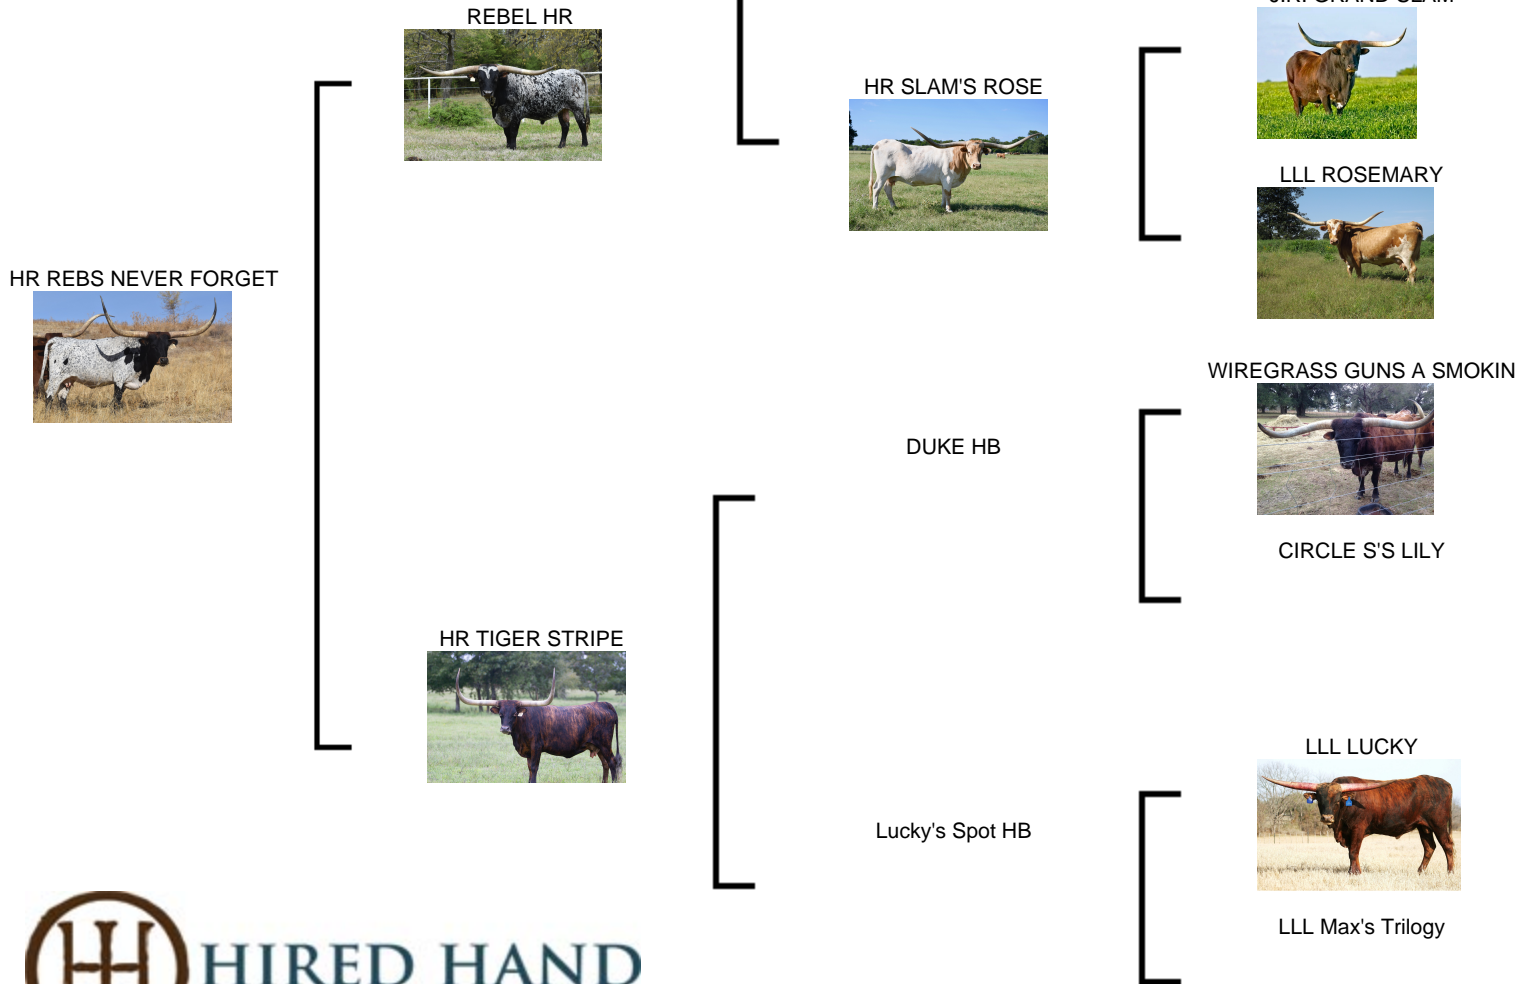 REBEL HR
HR SLAM'S ROSE
LLL ROSEMARY
HR REBS NEVER FORGET
WIREGRASS GUNS A SMOKIN
DUKE HB
CIRCLE S'S LILY
HR TIGER STRIPE
LLL LUCKY
Lucky's Spot HB
LLL Max's Trilogy
HIRED HAND